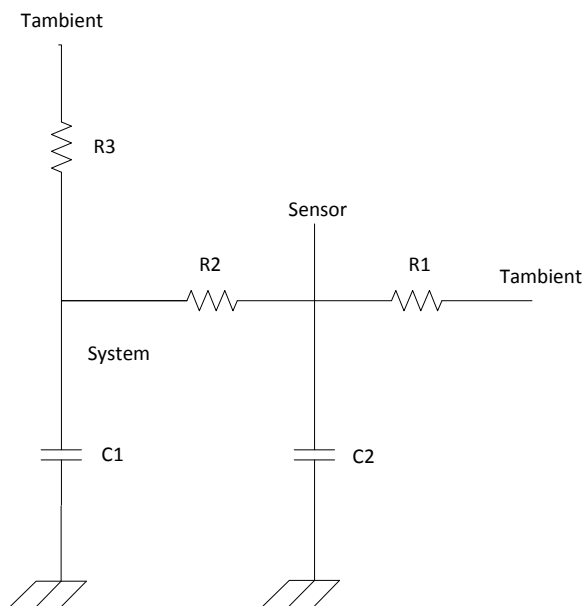 Tambient
R3
Sensor
R2
R1
Tambient
System
C1
C2